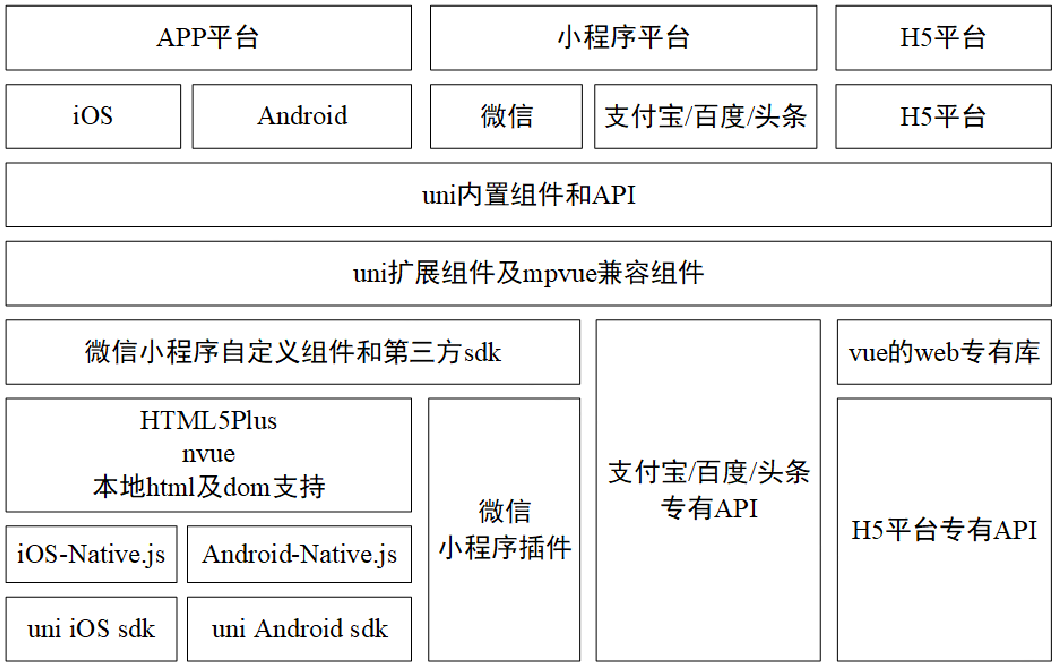 APP平台
小程序平台
H5平台
iOS
Android
微信
支付宝/百度/头条
H5平台
uni内置组件和API
uni扩展组件及mpvue兼容组件
微信小程序自定义组件和第三方sdk
vue的web专有库
HTML5Plus
nvue
本地html及dom支持
微信
小程序插件
支付宝/百度/头条
专有API
H5平台专有API
iOS-Native.js
Android-Native.js
uni iOS sdk
uni Android sdk